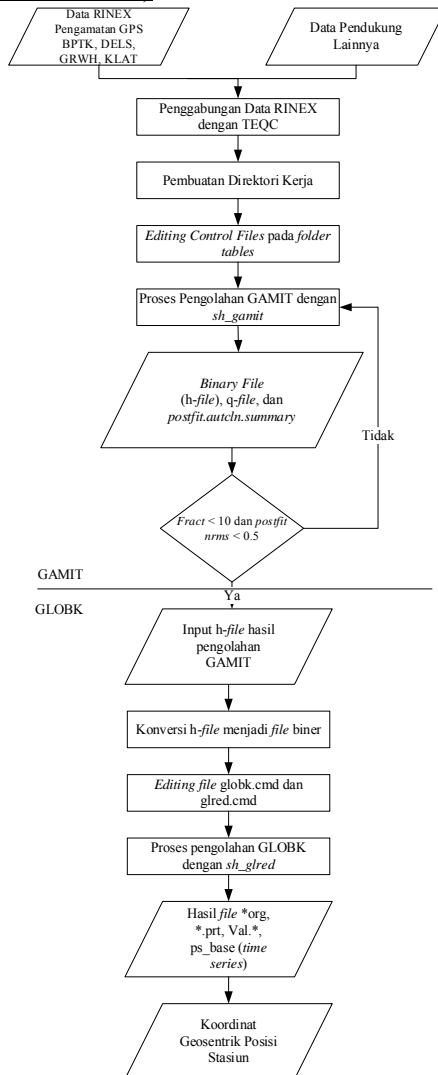 Data RINEX
Pengamatan GPS
BPTK, DELS,
GRWH, KLAT
Data Pendukung
Lainnya
Penggabungan Data RINEX
dengan TEQC
Pembuatan Direktori Kerja
Editing Control Files pada folder
tables
Proses Pengolahan GAMIT dengan
sh_gamit
Binary File
(h-file), q-file, dan
postfit.autcln.summary
Tidak
Fract < 10 dan postfit
nrms < 0.5
GAMIT
Ya
GLOBK
Input h-file hasil
pengolahan
GAMIT
Konversi h-file menjadi file biner
Editing file globk.cmd dan
glred.cmd
Proses pengolahan GLOBK
dengan sh_glred
Hasil file *org,
*.prt, Val.*,
ps_base (time
series)
Koordinat
Geosentrik Posisi
Stasiun